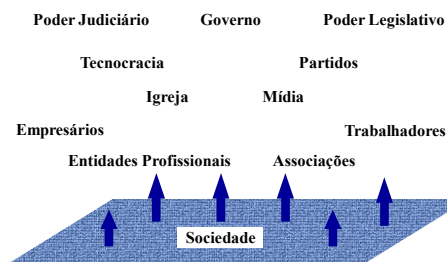 Poder Judiciário Governo Poder Legislativo
Tecnocracia Partidos
Igreja Mídia
Empresários Trabalhadores
Entidades Profissionais Associações
Sociedade